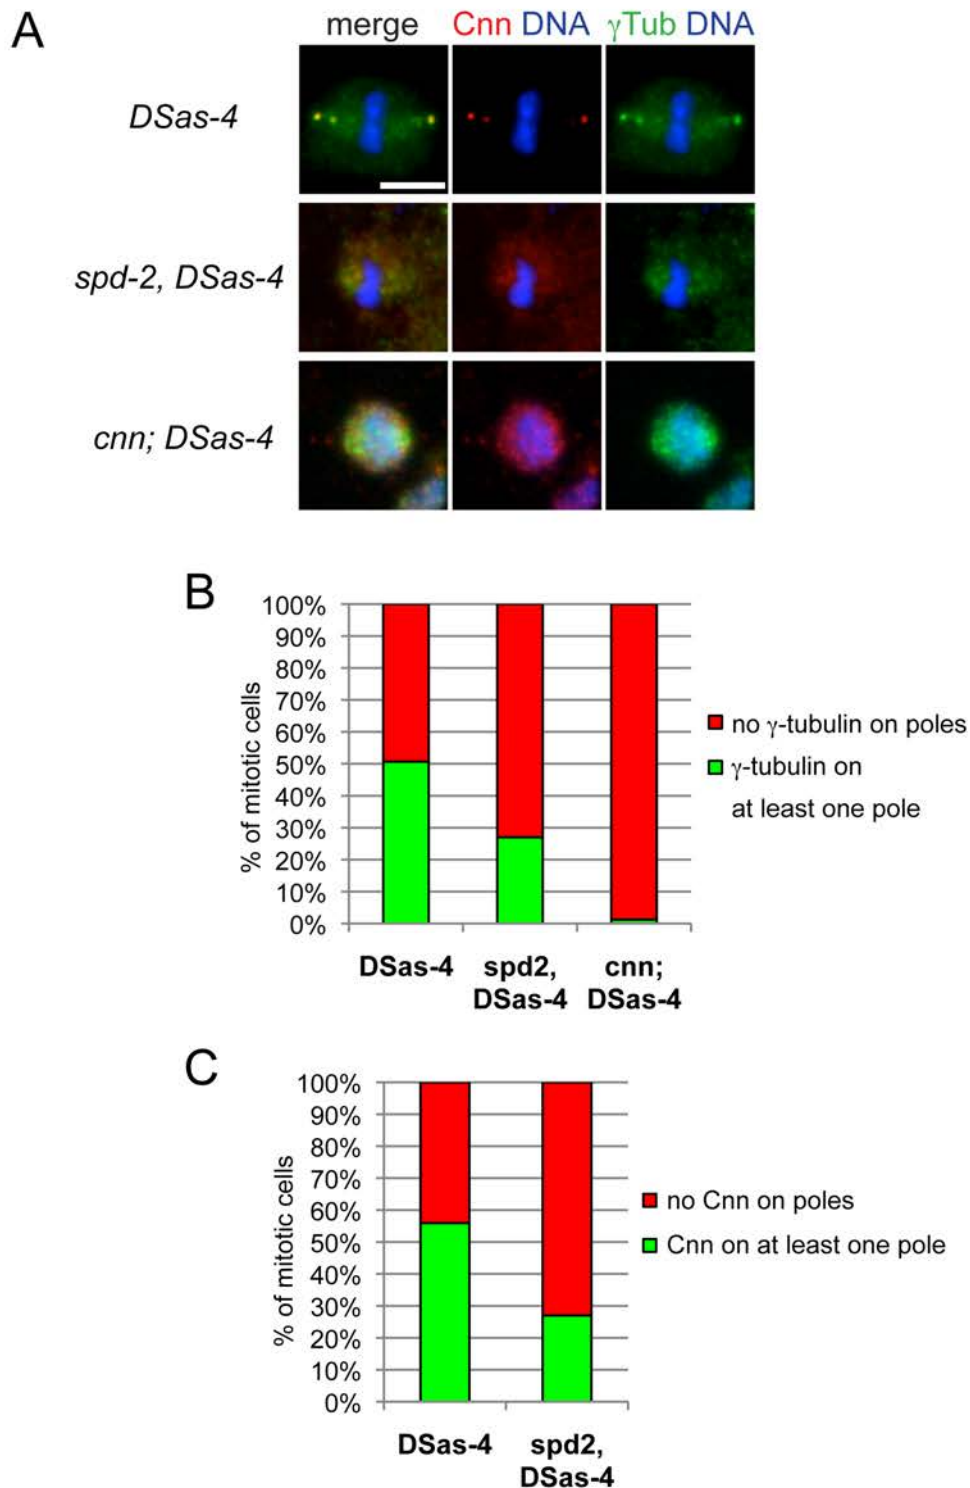 A
merge Cnn DNA γTub DNA
DSas-4
spd-2, DSas-4
cnn; DSas-4
B
100%
90%
80%
70%
60%
50%
40%
30%
20%
10%
0%
% of mitotic cells
DSas-4 spd2, cnn;
DSas-4 DSas-4
no γ-tubulin on poles
γ-tubulin on
at least one pole
C
100%
90%
80%
70%
60%
50%
40%
30%
20%
10%
0%
% of mitotic cells
DSas-4 spd2,
DSas-4
no Cnn on poles
Cnn on at least one pole